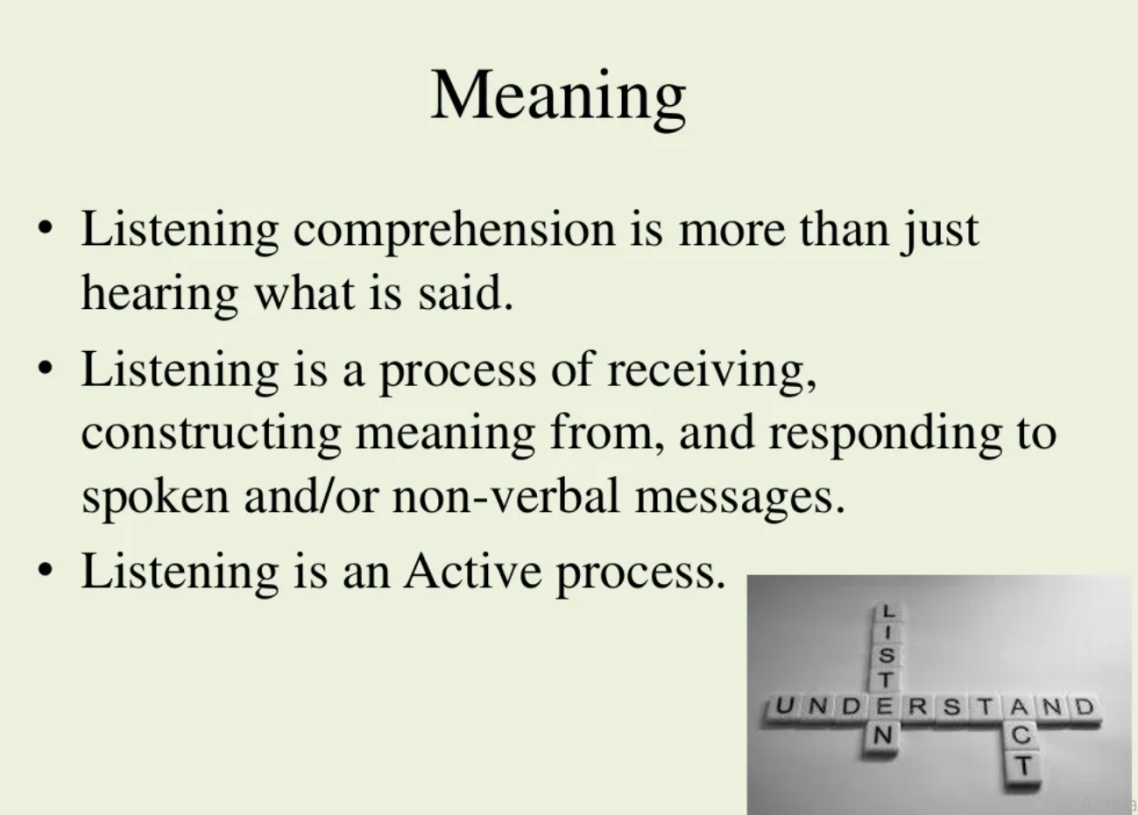 Meaning
• Listening comprehension is more than just
hearing what is said.
• Listening is a process of receiving,
constructing meaning from, and responding to
spoken and/or non-verbal messages.
• Listening is an Active process.
LISTEN
UNDERSTAND
ACT